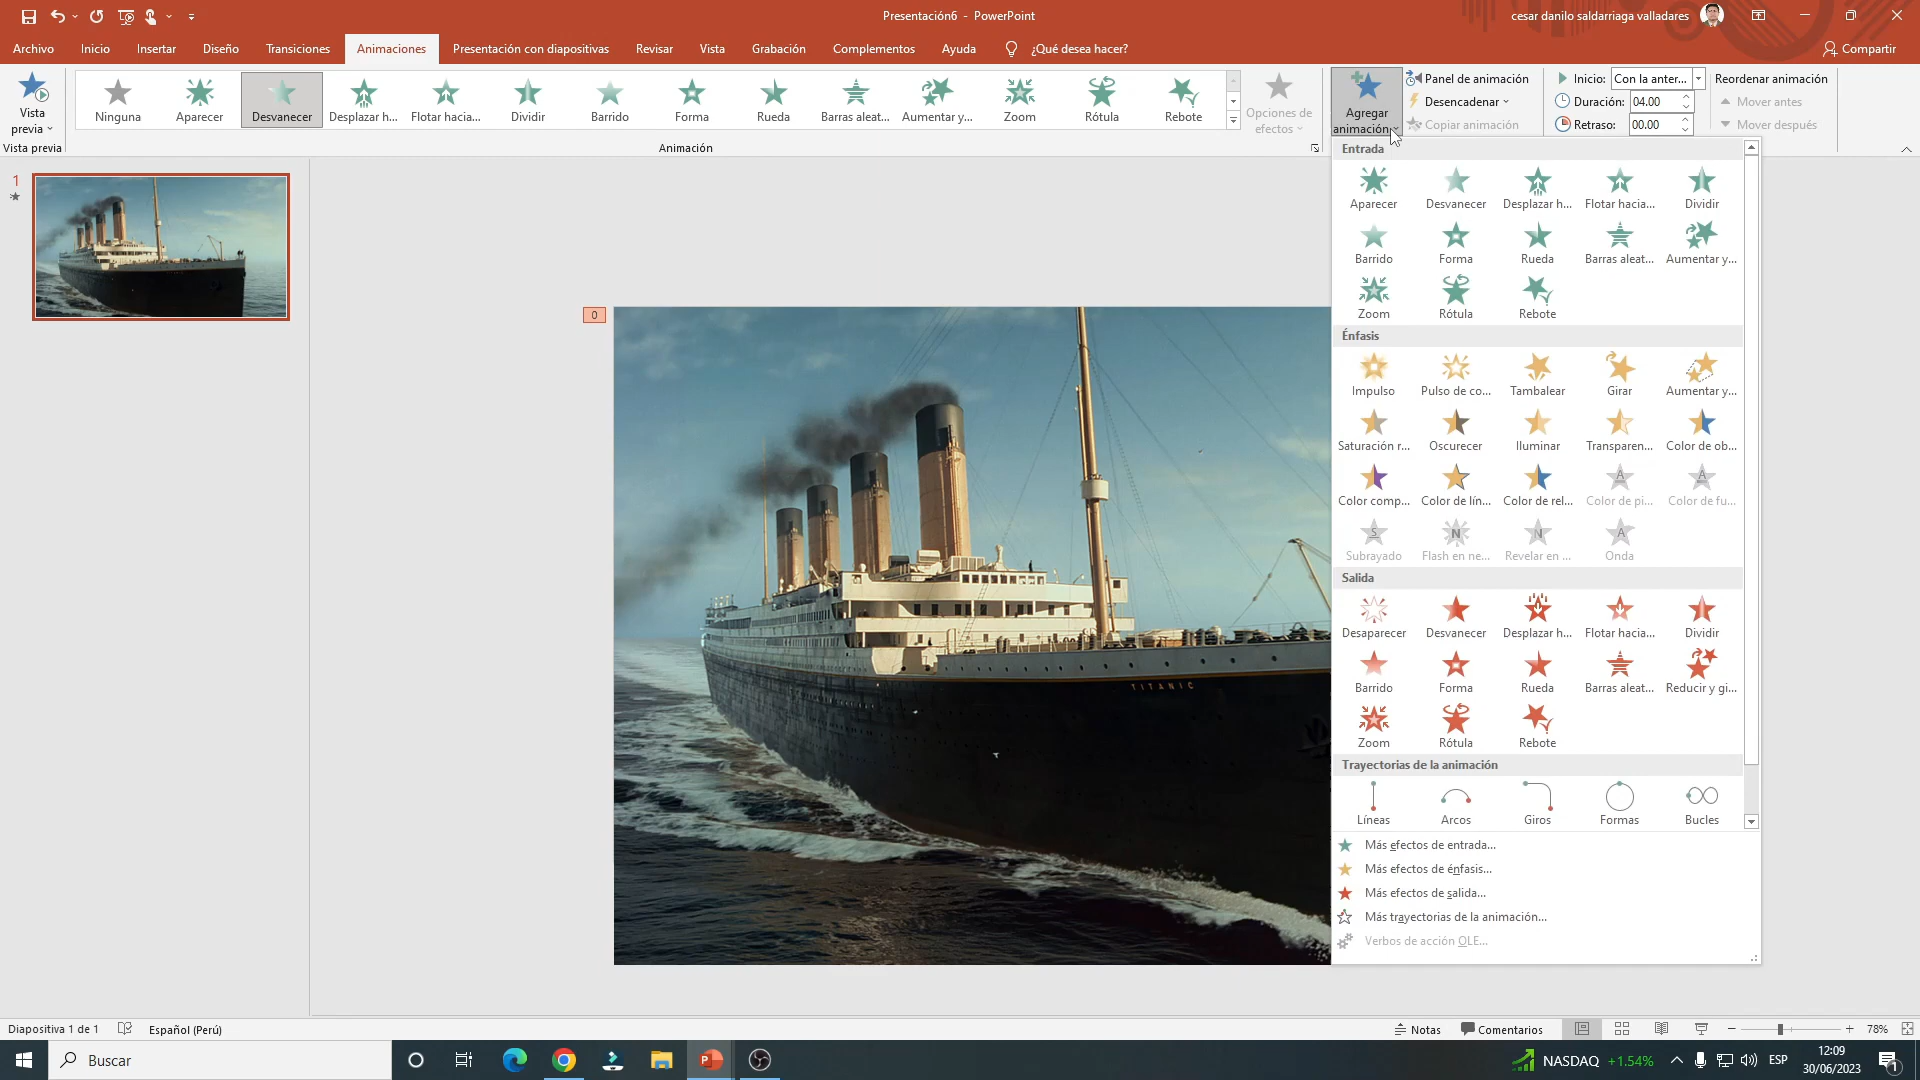 Presentación6 - PowerPoint
cesar danilo saldarriaga valladares
Archivo Inicio Insertar Diseño Transiciones Animaciones Presentación con diapositivas Revisar Vista Grabación Complementos Ayuda ¿Qué desea hacer? Compartir
Vista previa
Ninguna Aparecer Desvanecer Desplazar h... Flotar hacia... Dividir Barrido Forma Rueda Barras aleat... Aumentar y... Zoom Rótula Rebote
Opciones de efectos
Agregar animación
Panel de animación
Desencadenar
Copiar animación
Inicio: Con la anter...
Duración: 04.00
Retraso: 00.00
Reordenar animación
Mover antes
Mover después
Vista previa
Animación
Entrada
Aparecer Desvanecer Desplazar h... Flotar hacia... Dividir
Barrido Forma Rueda Barras aleat... Aumentar y...
Zoom Rótula Rebote
Énfasis
Impulso Pulso de co... Tambalear Girar Aumentar y...
Saturación r... Oscurecer Iluminar Transparen... Color de ob...
Color comp... Color de lín... Color de rel... Color de pi... Color de fu...
Subrayado Flash en ne... Revelar en ... Onda
Salida
Desaparecer Desvanecer Desplazar h... Flotar hacia... Dividir
Barrido Forma Rueda Barras aleat... Reducir y gi...
Zoom Rótula Rebote
Trayectorias de la animación
Líneas Arcos Giros Formas Bucles
Más efectos de entrada...
Más efectos de énfasis...
Más efectos de salida...
Más trayectorias de la animación...
Verbos de acción OLE...
1
0
TITANIC
Diapositiva 1 de 1 Español (Perú) Notas Comentarios 78%
Buscar
NASDAQ +1.54%
ESP
12:09
30/06/2023
1